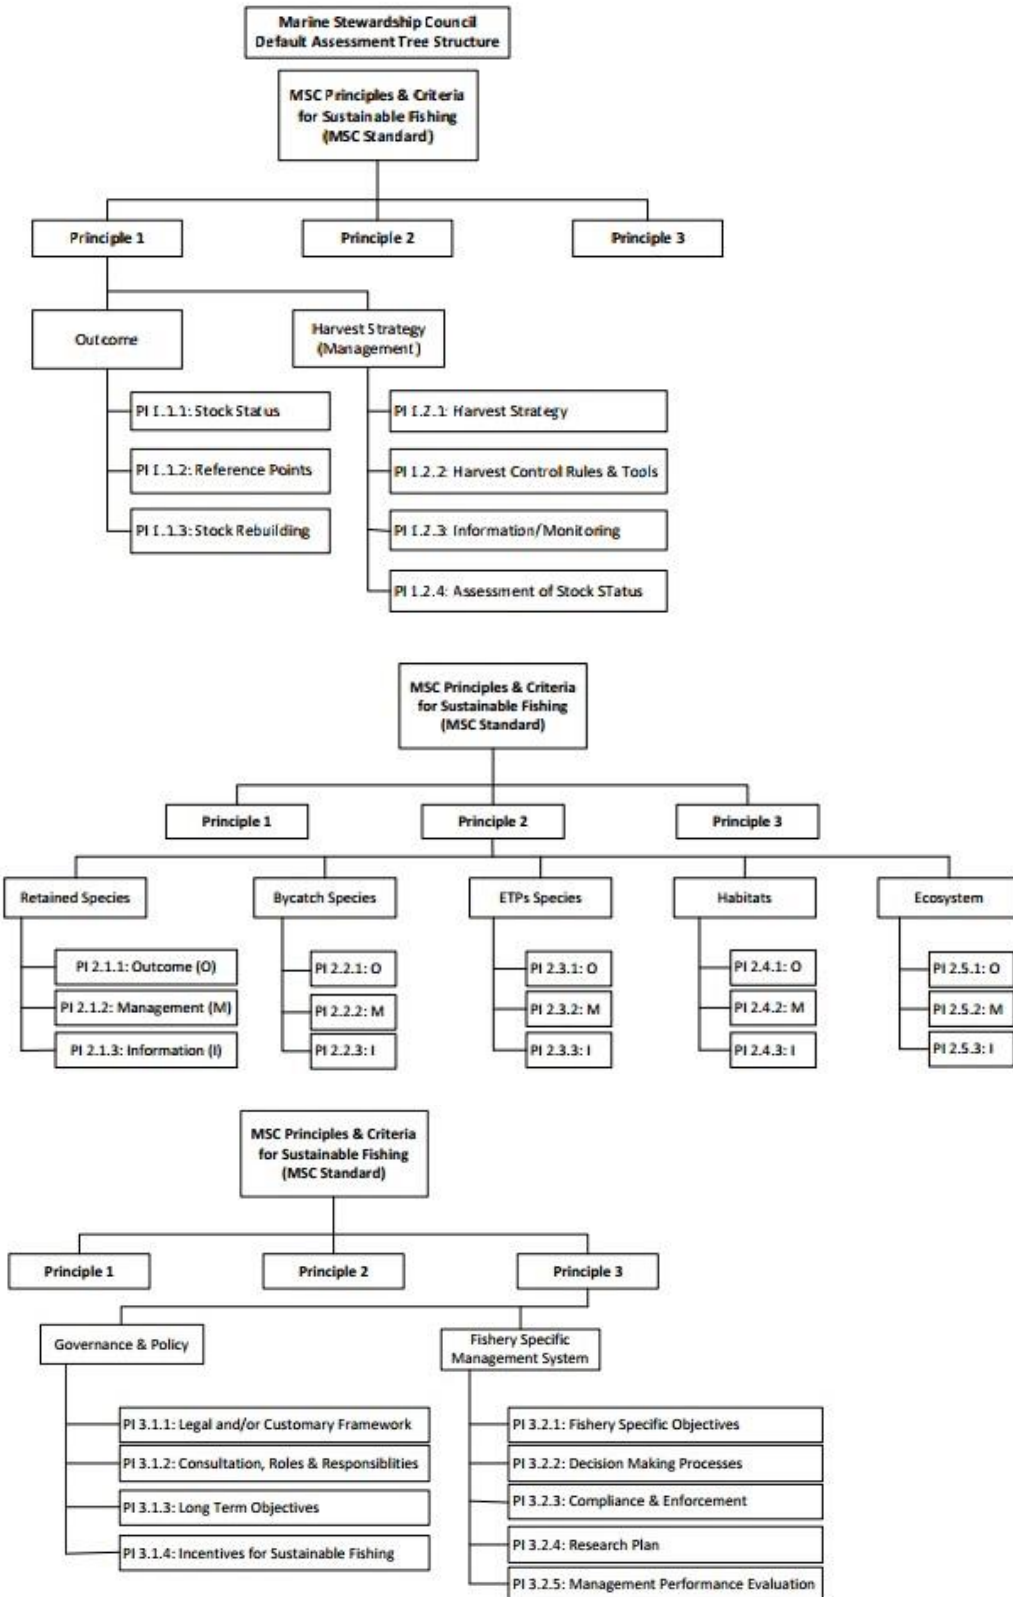 Marine Stewardship Council
Default Assessment Tree Structure
MSC Principles & Criteria
for Sustainable Fishing
(MSC Standard)
Principle 1
Principle 2
Principle 3
Outcome
Harvest Strategy
(Management)
PI 1.1.1: Stock Status
PI 1.1.2: Reference Points
PI 1.1.3: Stock Rebuilding
PI 1.2.1: Harvest Strategy
PI 1.2.2: Harvest Control Rules & Tools
PI 1.2.3: Information/Monitoring
PI 1.2.4: Assessment of Stock STatus
MSC Principles & Criteria
for Sustainable Fishing
(MSC Standard)
Principle 1
Principle 2
Principle 3
Retained Species
Bycatch Species
ETPs Species
Habitats
Ecosystem
PI 2.1.1: Outcome (O)
PI 2.1.2: Management (M)
PI 2.1.3: Information (I)
PI 2.2.1: O
PI 2.2.2: M
PI 2.2.3: I
PI 2.3.1: O
PI 2.3.2: M
PI 2.3.3: I
PI 2.4.1: O
PI 2.4.2: M
PI 2.4.3: I
PI 2.5.1: O
PI 2.5.2: M
PI 2.5.3: I
MSC Principles & Criteria
for Sustainable Fishing
(MSC Standard)
Principle 1
Principle 2
Principle 3
Governance & Policy
Fishery Specific
Management System
PI 3.1.1: Legal and/or Customary Framework
PI 3.1.2: Consultation, Roles & Responsiblities
PI 3.1.3: Long Term Objectives
PI 3.1.4: Incentives for Sustainable Fishing
PI 3.2.1: Fishery Specific Objectives
PI 3.2.2: Decision Making Processes
PI 3.2.3: Compliance & Enforcement
PI 3.2.4: Research Plan
PI 3.2.5: Management Performance Evaluation